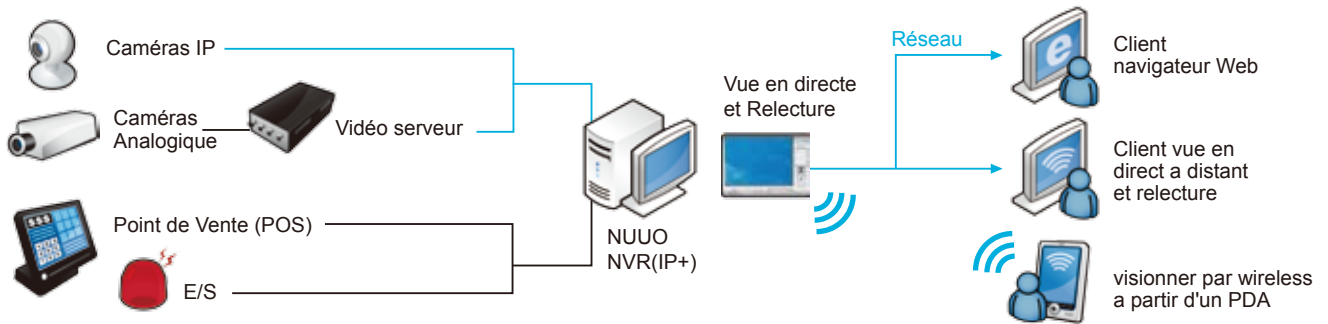 Caméras IP
Caméras
Analogique
Vidéo serveur
Point de Vente (POS)
E/S
NUUO
NVR(IP+)
Vue en directe
et Relecture
Réseau
Client
navigateur Web
Client vue en
direct a distant
et relecture
visionner par wireless
a partir d'un PDA